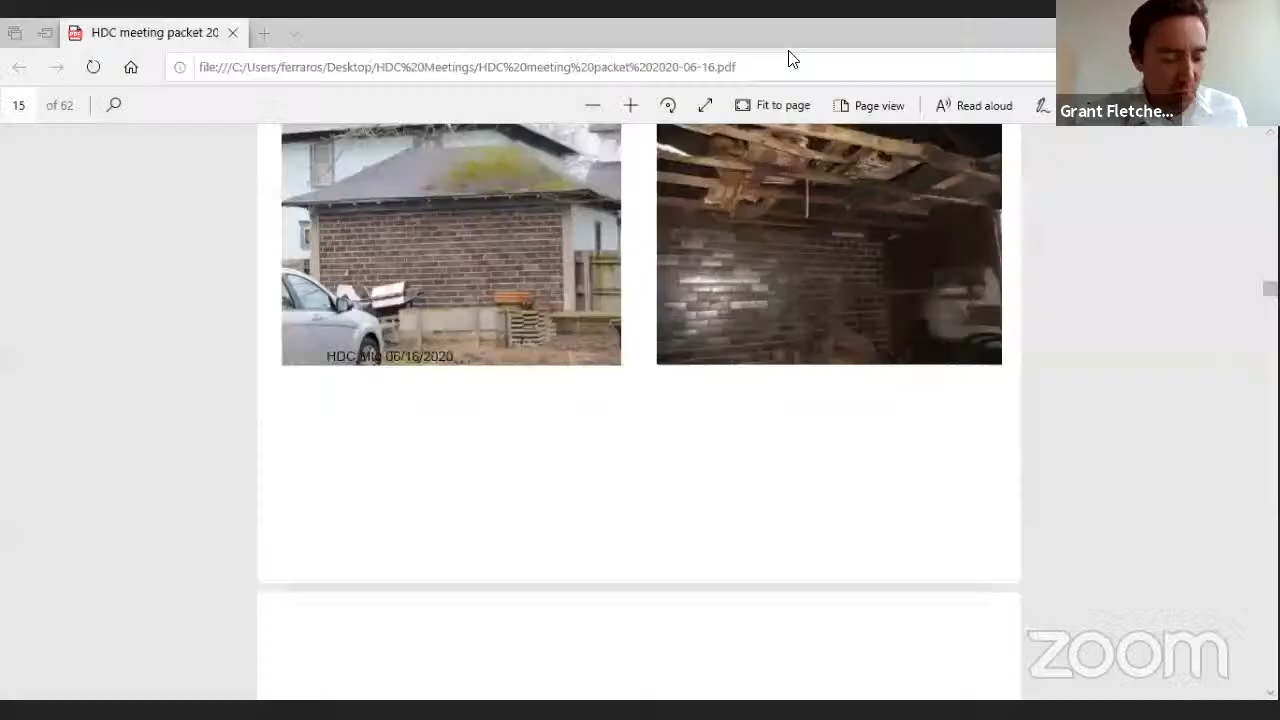 HDC meeting packet 20
file:///C:/Users/ferraros/Desktop/HDC%20Meetings/HDC%20meeting%20packet%202020-06-16.pdf
15 of 62
Fit to page
Page view
Read aloud
Grant Fletche...
HDC Mtg 06/16/2020
zoom